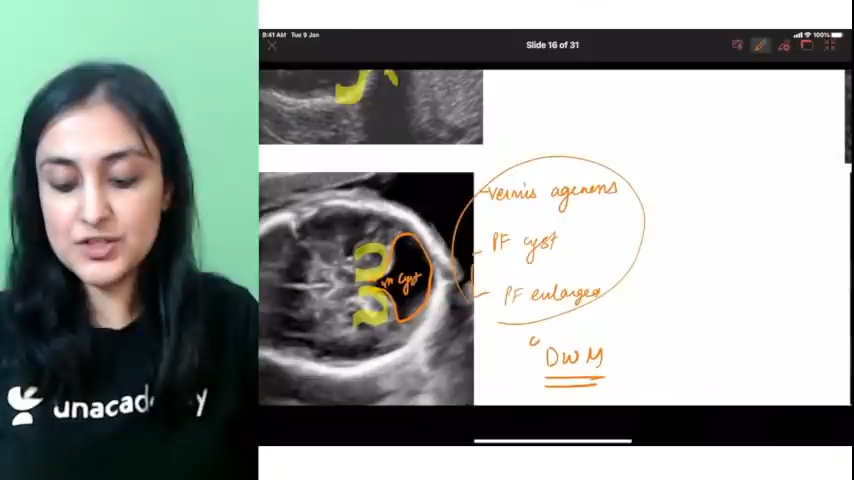 9:41 AM Tue 9 Jan
100%
Slide 16 of 31
Vermis agenesis
PF cyst
PF enlarged
Cyst
DWM
unacademy